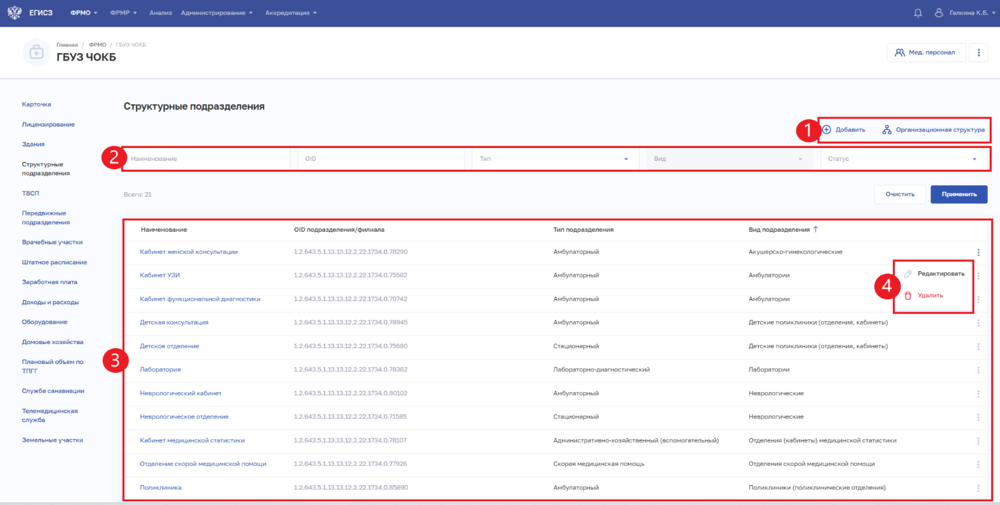 ЕГИСЗ ФРМО ФРМР Анализ Администрирование Аккредитация Галкина К.Б.
Главная / ФРМО / ГБУЗ ЧОКБ
ГБУЗ ЧОКБ
Мед. персонал
Карточка
Лицензирование
Здания
Структурные
подразделения
ТВСП
Передвижные
подразделения
Врачебные участки
Штатное расписание
Заработная плата
Доходы и расходы
Оборудование
Домовые хозяйства
Плановый объем по
ТПГГ
Служба санавиации
Телемедицинская
служба
Земельные участки
Структурные подразделения
1 Добавить Организационная структура
2 Наименование OID Тип Вид Статус
Всего: 21 Очистить Применить
Наименование OID подразделения/филиала Тип подразделения Вид подразделения
Кабинет женской консультации 1.2.643.5.1.13.13.12.2.22.1734.0.78290 Амбулаторный Акушерско-гинекологические
Кабинет УЗИ 1.2.643.5.1.13.13.12.2.22.1734.0.75582 Амбулаторный Амбулатории
Кабинет функциональной диагностики 1.2.643.5.1.13.13.12.2.22.1734.0.70742 Амбулаторный Амбулатории
4 Редактировать
Удалить
Детская консультация 1.2.643.5.1.13.13.12.2.22.1734.0.78945 Амбулаторный Детские поликлиники (отделения, кабинеты)
Детское отделение 1.2.643.5.1.13.13.12.2.22.1734.0.75680 Стационарный Детские поликлиники (отделения, кабинеты)
3
Лаборатория 1.2.643.5.1.13.13.12.2.22.1734.0.78362 Лабораторно-диагностический Лаборатории
Неврологический кабинет 1.2.643.5.1.13.13.12.2.22.1734.0.80102 Амбулаторный Неврологические
Неврологическое отделение 1.2.643.5.1.13.13.12.2.22.1734.0.71585 Стационарный Неврологические
Кабинет медицинской статистики 1.2.643.5.1.13.13.12.2.22.1734.0.78107 Административно-хозяйственный (вспомогательный) Отделения (кабинеты) медицинской статистики
Отделение скорой медицинской помощи 1.2.643.5.1.13.13.12.2.22.1734.0.77926 Скорая медицинская помощь Отделения скорой медицинской помощи
Поликлиника 1.2.643.5.1.13.13.12.2.22.1734.0.85890 Амбулаторный Поликлиники (поликлинические отделения)